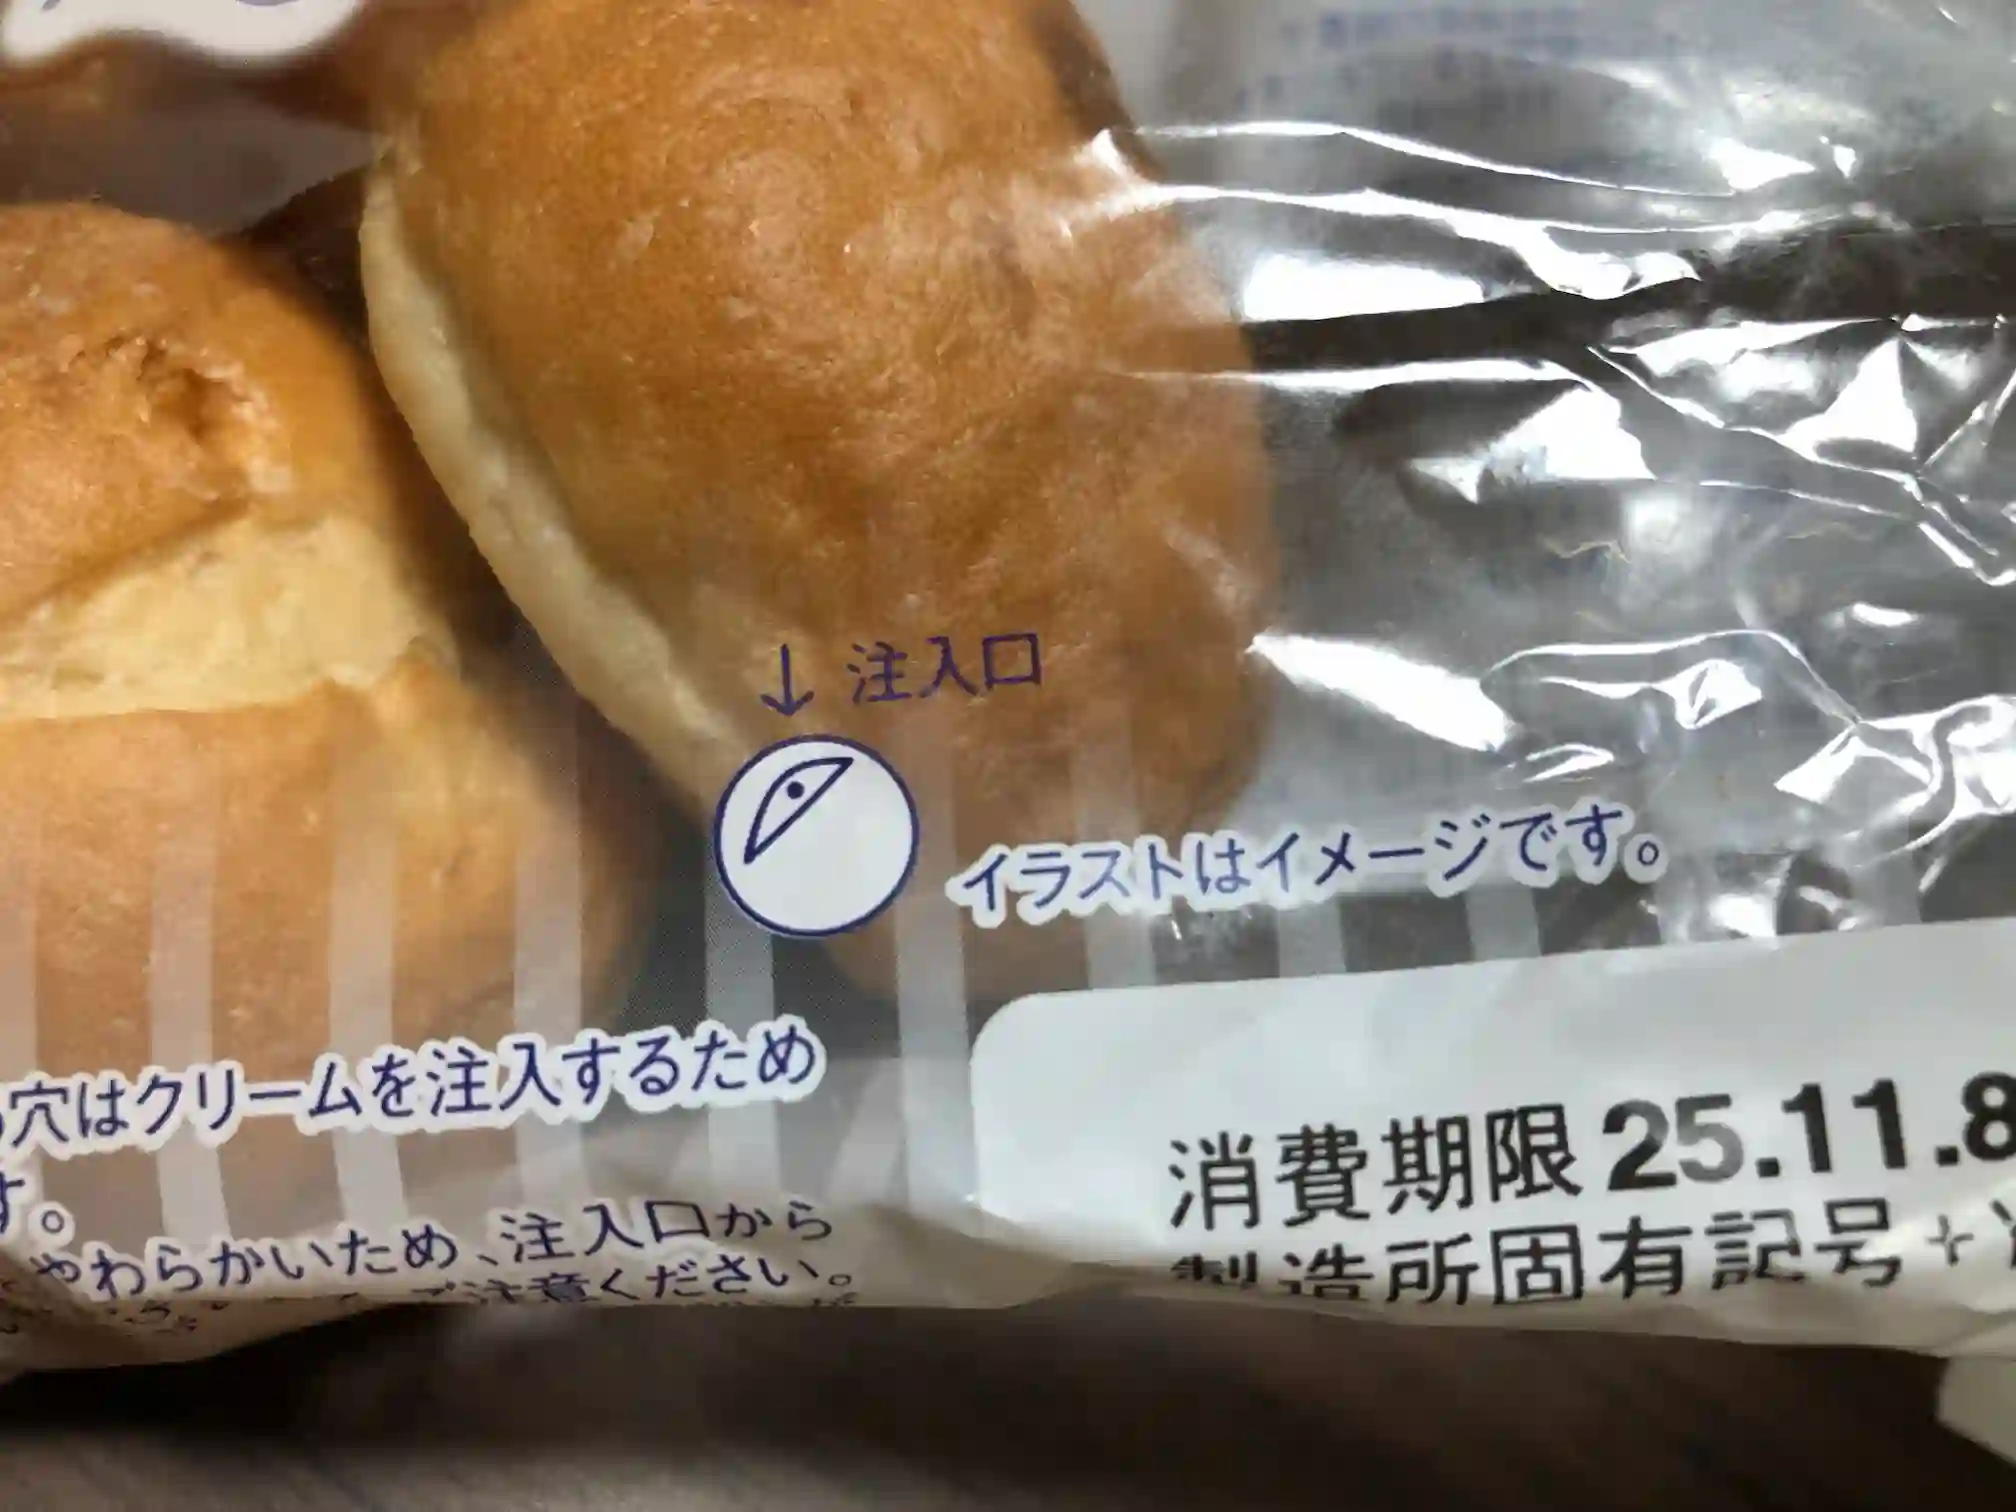 ↓ 注入口
イラストはイメージです。
穴はクリームを注入するため
す。
やわらかいため、注入口から
ご注意ください。
消費期限 25.11.8
製造所固有記号+